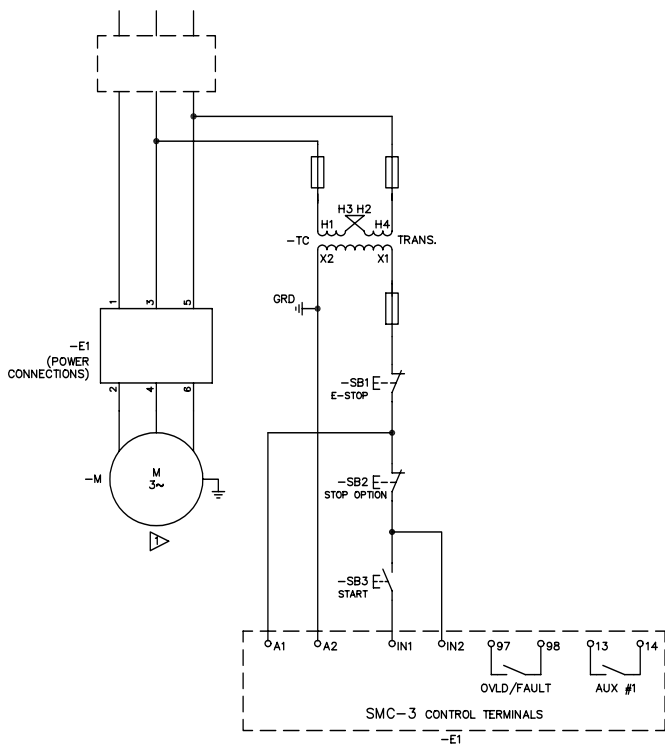 H3 H2
H1 H4
-TC TRANS.
X2 X1
GRD
1 3 5
-E1
(POWER
CONNECTIONS)
2 4 6
-SB1
E-STOP
M
3~
-M
-SB2
STOP OPTION
1
-SB3
START
A1 A2 IN1 IN2 97 98 13 14
OVLD/FAULT AUX #1
SMC-3 CONTROL TERMINALS
-E1